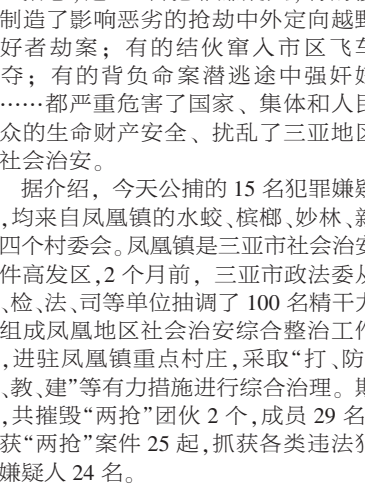 制造了影响恶劣的抢劫中外定向越野
好者劫案；有的结伙窜入市区飞车
夺；有的背负命案潜逃途中强奸妇
……都严重危害了国家、集体和人民
众的生命财产安全、扰乱了三亚地区
社会治安。
据介绍，今天公捕的15名犯罪嫌疑
，均来自凤凰镇的水蛟、槟榔、妙林、新
四个村委会。凤凰镇是三亚市社会治安
件高发区，2个月前，三亚市政法委从
、检、法、司等单位抽调了100名精干力
组成凤凰地区社会治安综合整治工作
，进驻凤凰镇重点村庄，采取“打、防、
、教、建”等有力措施进行综合治理。期
，共摧毁“两抢”团伙2个，成员29名，
获“两抢”案件25起，抓获各类违法犯
嫌疑人24名。